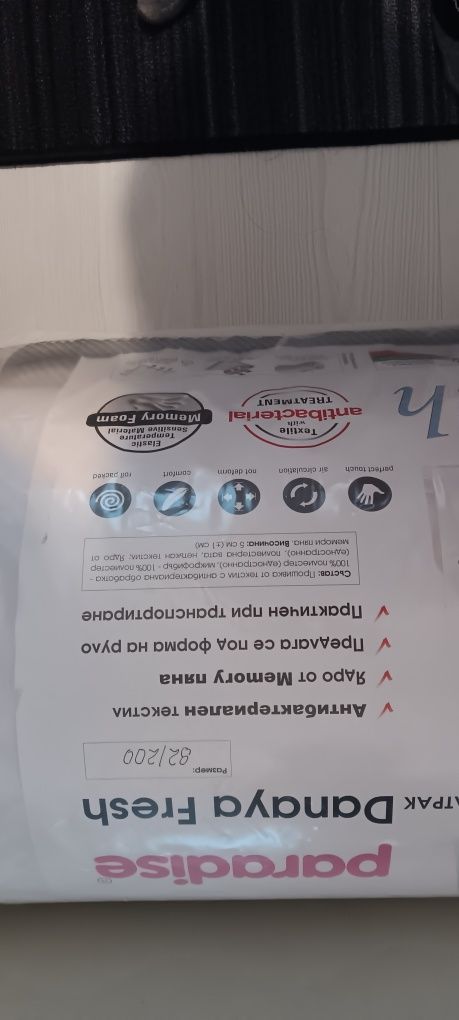 paradise®
АТРАК Danaya Fresh
Размер:
82/200
✓ Антибактериален текстил
✓ Ядро от Memory пяна
✓ Предлага се под форма на руло
✓ Практичен при транспортиране
Състав: Прошивка от текстил с антибактериална обработка -
100% полиестер (едностранно), микрофибър - 100% полиестер
(едностранно), полиестерна вата, нетъкан текстил; Ядро от
мемори пяна. Височина: 5 см (±1 см)
perfect touch
air circulation
not deform
comfort
roll packed
h
Textile
with
antibacterial
TREATMENT
Elastic
Temperature
Sensitive Material
Memory Foam